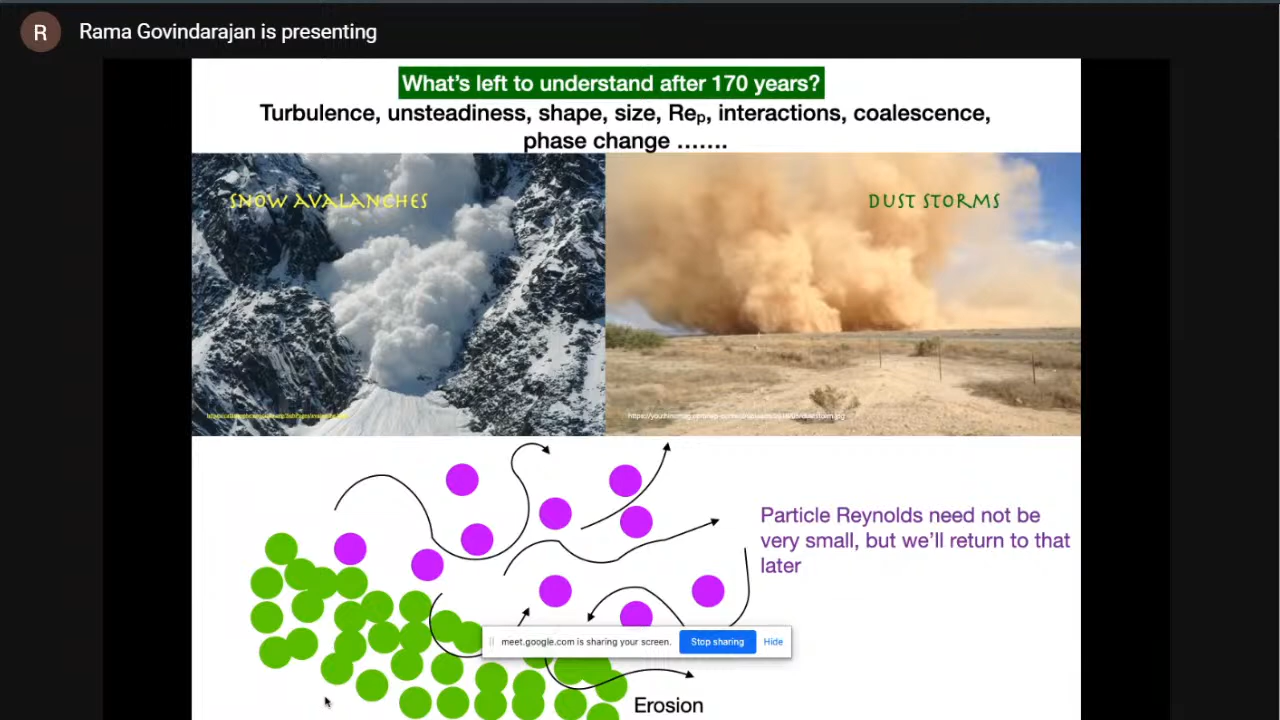 R
Rama Govindarajan is presenting
What's left to understand after 170 years?
Turbulence, unsteadiness, shape, size, Reₚ, interactions, coalescence,
phase change .......
SNOW AVALANCHES
DUST STORMS
Particle Reynolds need not be
very small, but we'll return to that
later
meet.google.com is sharing your screen.
Stop sharing
Hide
Erosion